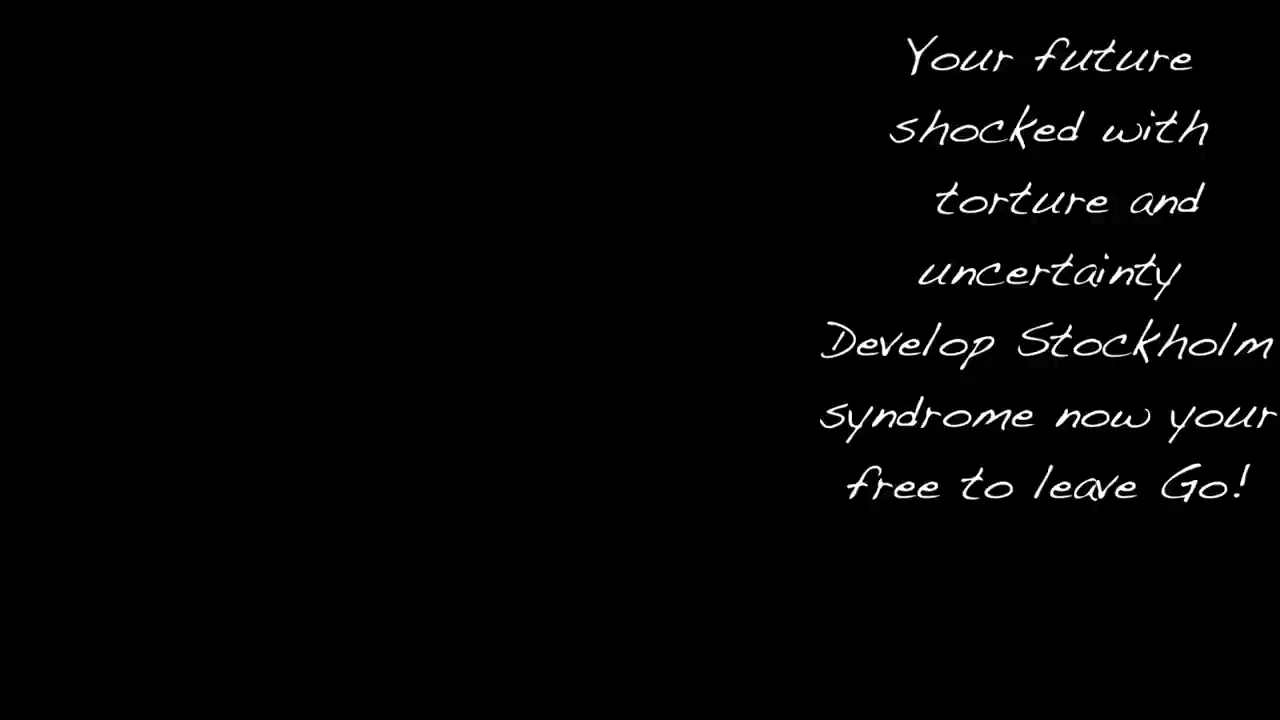 Your future
shocked with
torture and
uncertainty
Develop Stockholm
syndrome now your
free to leave Go!